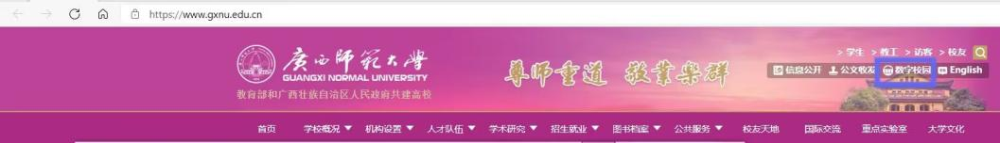 https://www.gxnu.edu.cn
>学生 >教工 >访客 >校友
廣西師範大學
GUANGXI NORMAL UNIVERSITY
教育部和广西壮族自治区人民政府共建高校
尊师重道 敬業樂群
信息公开 公文收发 数字校园 English
首页 学校概况▼ 机构设置▼ 人才队伍▼ 学术研究▼ 招生就业▼ 图书档案▼ 公共服务▼ 校友天地 国际交流 重点实验室 大学文化